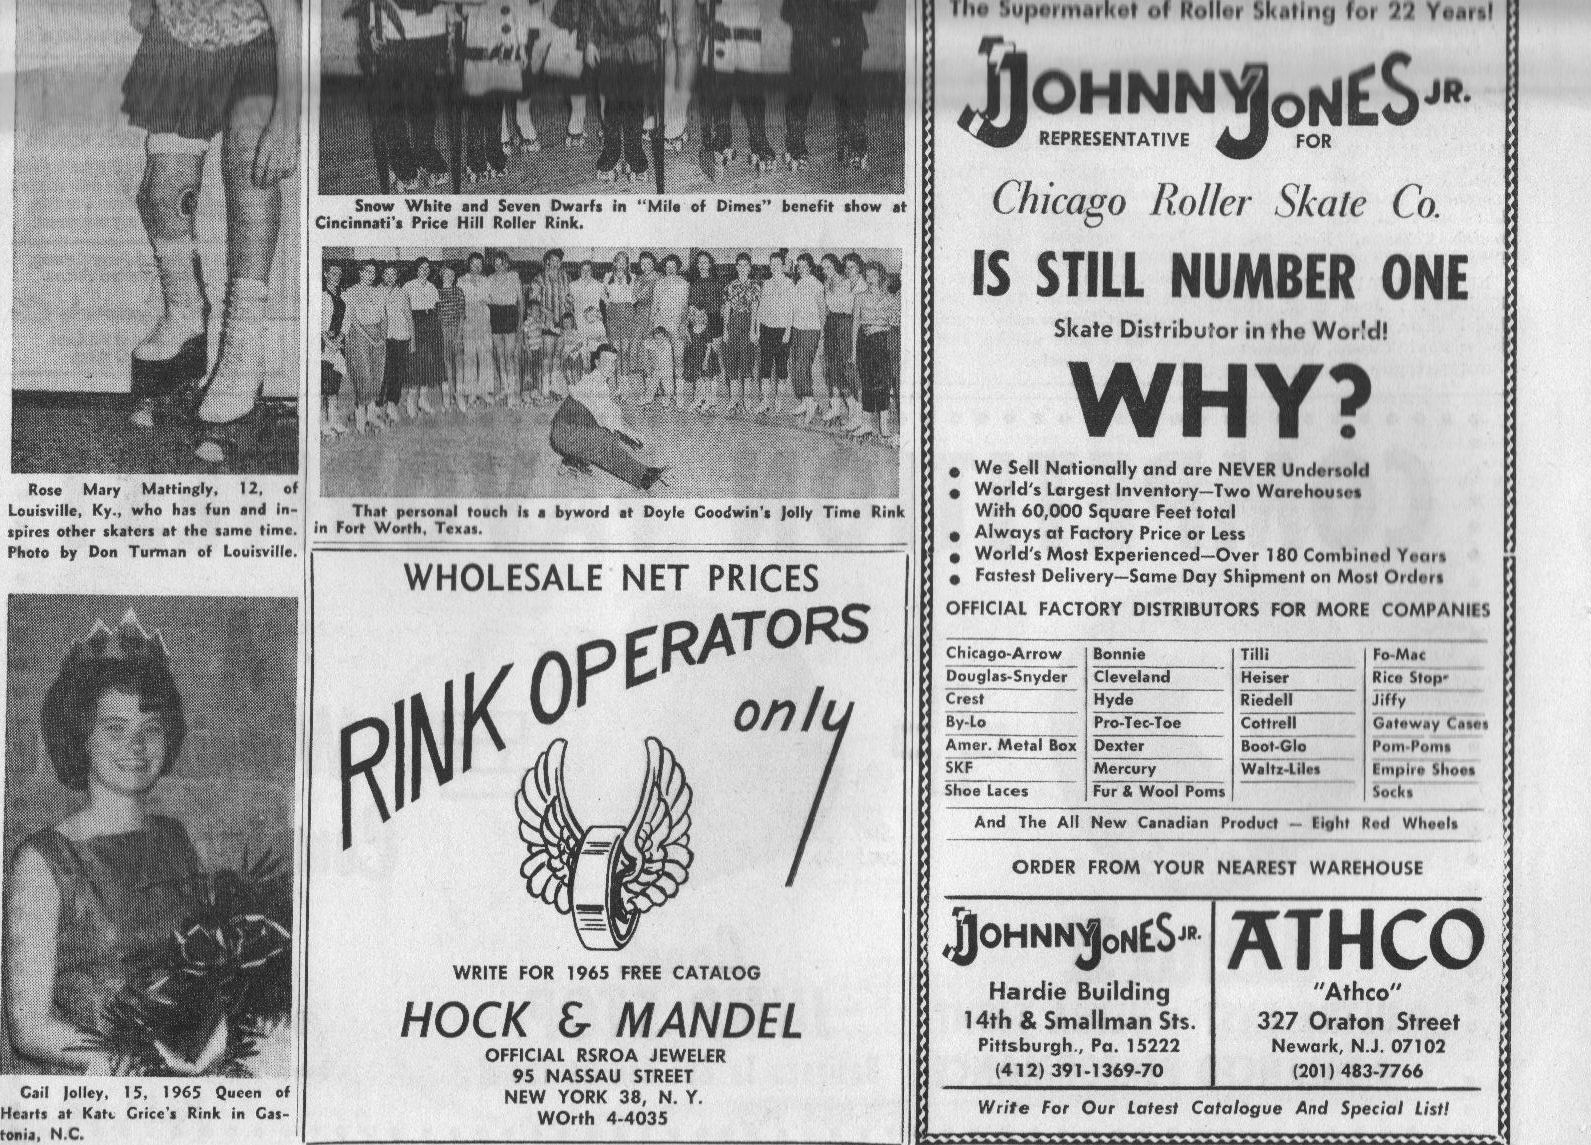 Snow White and Seven Dwarfs in "Mile of Dimes" benefit show at
Cincinnati's Price Hill Roller Rink.
Rose Mary Mattingly, 12, of
Louisville, Ky., who has fun and in-
spires other skaters at the same time.
Photo by Don Turman of Louisville.
That personal touch is a byword at Doyle Goodwin's Jolly Time Rink
in Fort Worth, Texas.
Gail Jolley, 15, 1965 Queen of
Hearts at Kate Grice's Rink in Gas-
tonia, N.C.
WHOLESALE NET PRICES
RINK OPERATORS
only
WRITE FOR 1965 FREE CATALOG
HOCK & MANDEL
OFFICIAL RSROA JEWELER
95 NASSAU STREET
NEW YORK 38, N. Y.
WOrth 4-4035
The Supermarket of Roller Skating for 22 Years!
JOHNNY JONES JR.
REPRESENTATIVE FOR
Chicago Roller Skate Co.
IS STILL NUMBER ONE
Skate Distributor in the World!
WHY?
• We Sell Nationally and are NEVER Undersold
• World's Largest Inventory—Two Warehouses
With 60,000 Square Feet total
• Always at Factory Price or Less
• World's Most Experienced—Over 180 Combined Years
• Fastest Delivery—Same Day Shipment on Most Orders
OFFICIAL FACTORY DISTRIBUTORS FOR MORE COMPANIES
Chicago-Arrow Bonnie Tilli Fo-Mac
Douglas-Snyder Cleveland Heiser Rice Stop
Crest Hyde Riedell Jiffy
By-Lo Pro-Tec-Toe Cottrell Gateway Cases
Amer. Metal Box Dexter Boot-Glo Pom-Poms
SKF Mercury Waltz-Liles Empire Shoes
Shoe Laces Fur & Wool Poms Socks
And The All New Canadian Product — Eight Red Wheels
ORDER FROM YOUR NEAREST WAREHOUSE
JOHNNY JONES JR.
Hardie Building
14th & Smallman Sts.
Pittsburgh., Pa. 15222
(412) 391-1369-70
ATHCO
"Athco"
327 Oraton Street
Newark, N.J. 07102
(201) 483-7766
Write For Our Latest Catalogue And Special List!